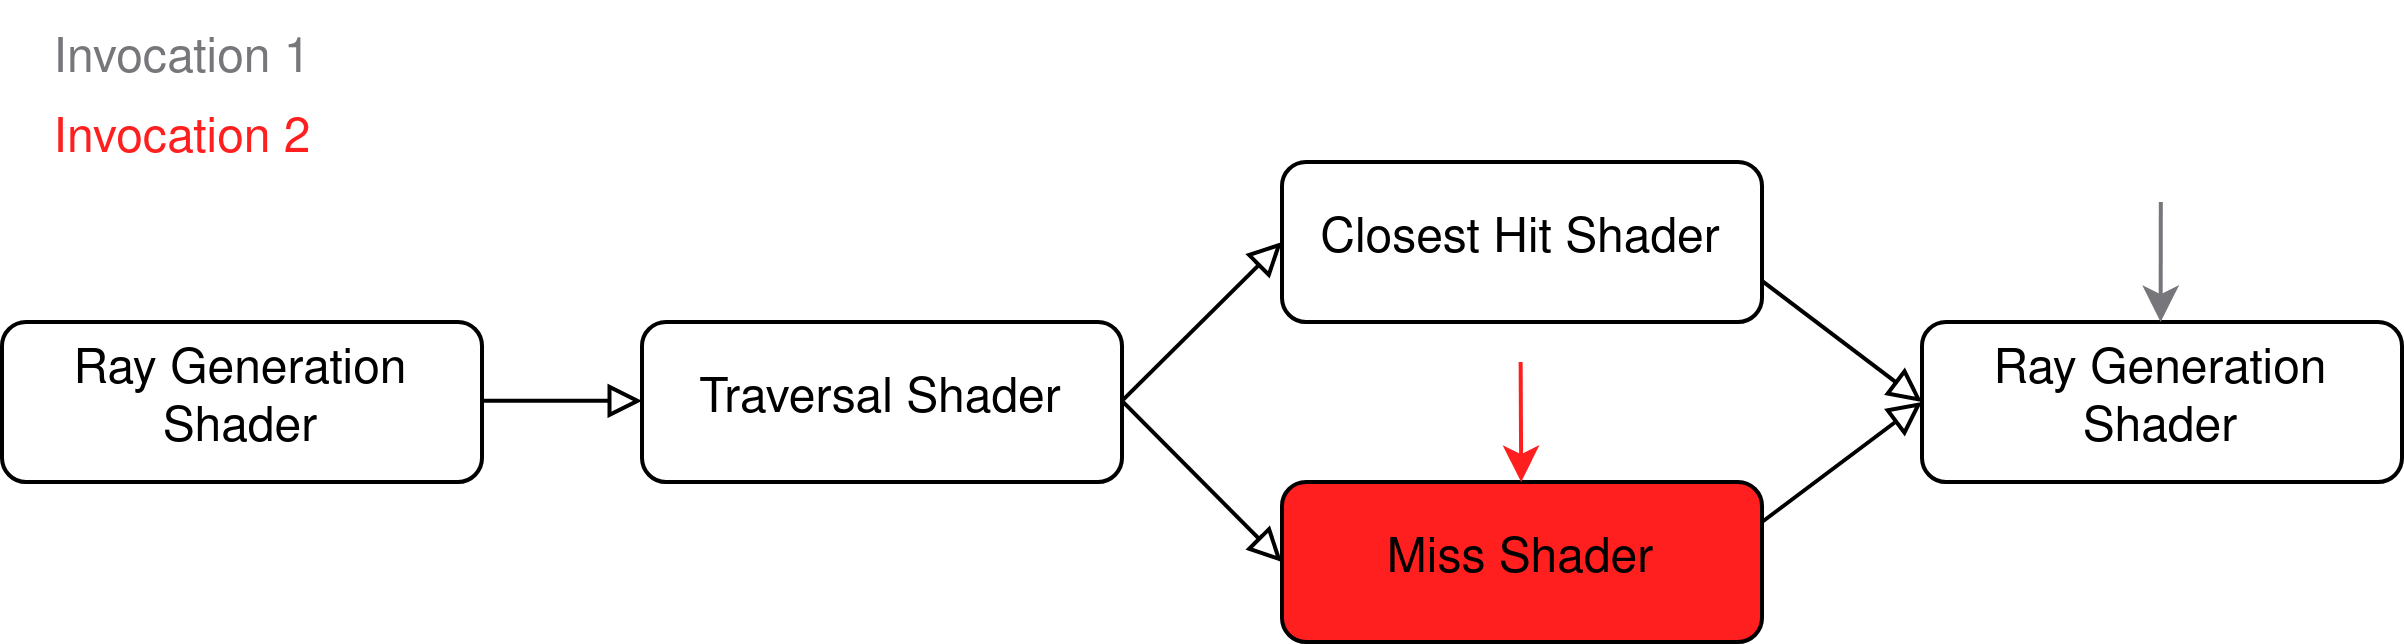 Invocation 1
Invocation 2
Closest Hit Shader
Ray Generation
Shader
Traversal Shader
Ray Generation
Shader
Miss Shader